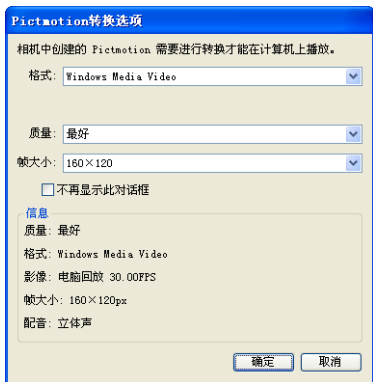 Pictmotion转换选项
相机中创建的 Pictmotion 需要进行转换才能在计算机上播放。
格式: Windows Media Video
质量: 最好
帧大小: 160×120
不再显示此对话框
信息
质量: 最好
格式: Windows Media Video
影像: 电脑回放 30.00FPS
帧大小: 160×120px
配音: 立体声
确定 取消